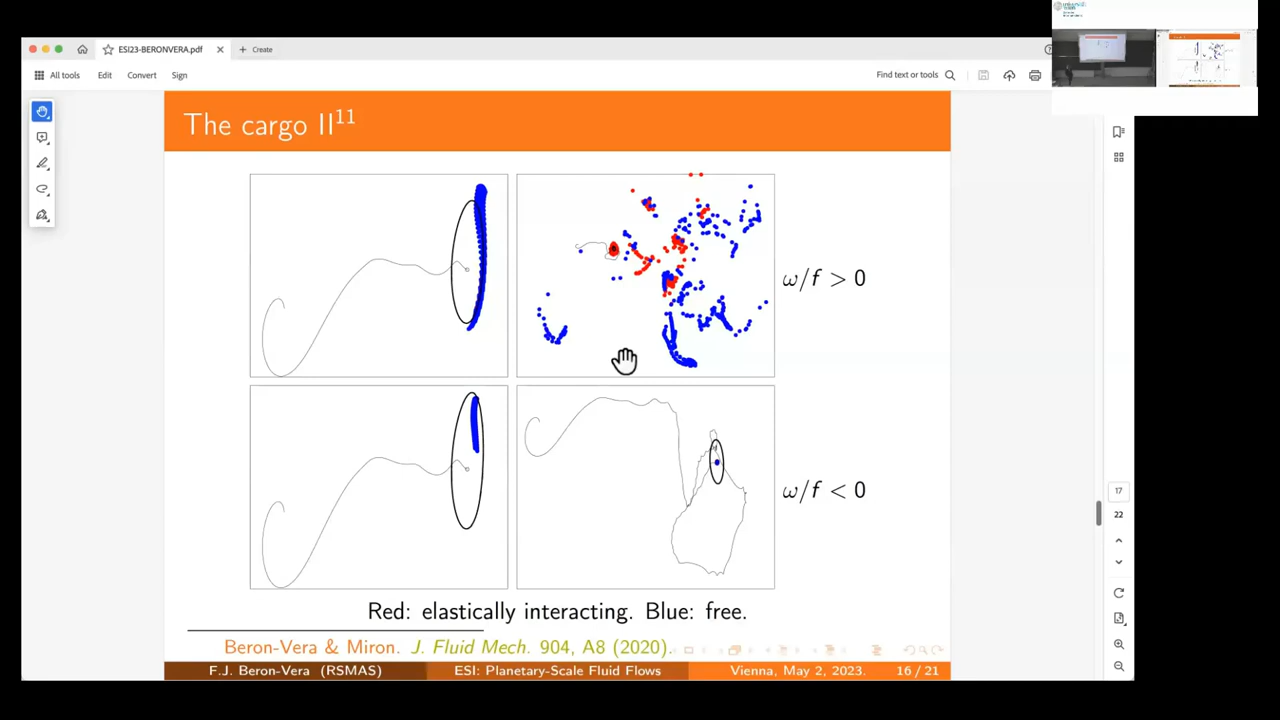 ESI23-BERONVERA.pdf
Create
All tools
Edit
Convert
Sign
Find text or tools
The cargo II11
ω/f > 0
ω/f < 0
Red: elastically interacting. Blue: free.
Beron-Vera & Miron. J. Fluid Mech. 904, A8 (2020).
F.J. Beron-Vera (RSMAS)
ESI: Planetary-Scale Fluid Flows
Vienna, May 2, 2023.
16 / 21
17
22